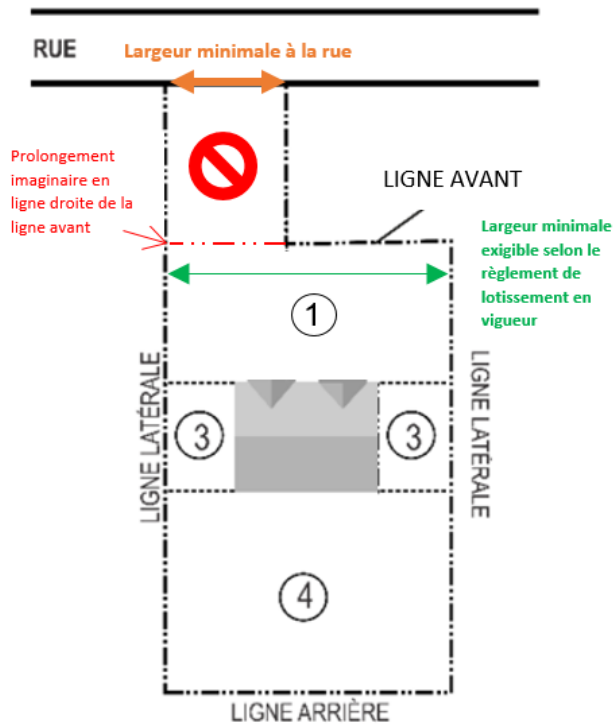 RUE
Largeur minimale à la rue
Prolongement
imaginaire en
ligne droite de la
ligne avant
LIGNE AVANT
Largeur minimale
exigible selon le
règlement de
lotissement en
vigueur
1
LIGNE LATÉRALE
3
3
LIGNE LATÉRALE
4
LIGNE ARRIÈRE